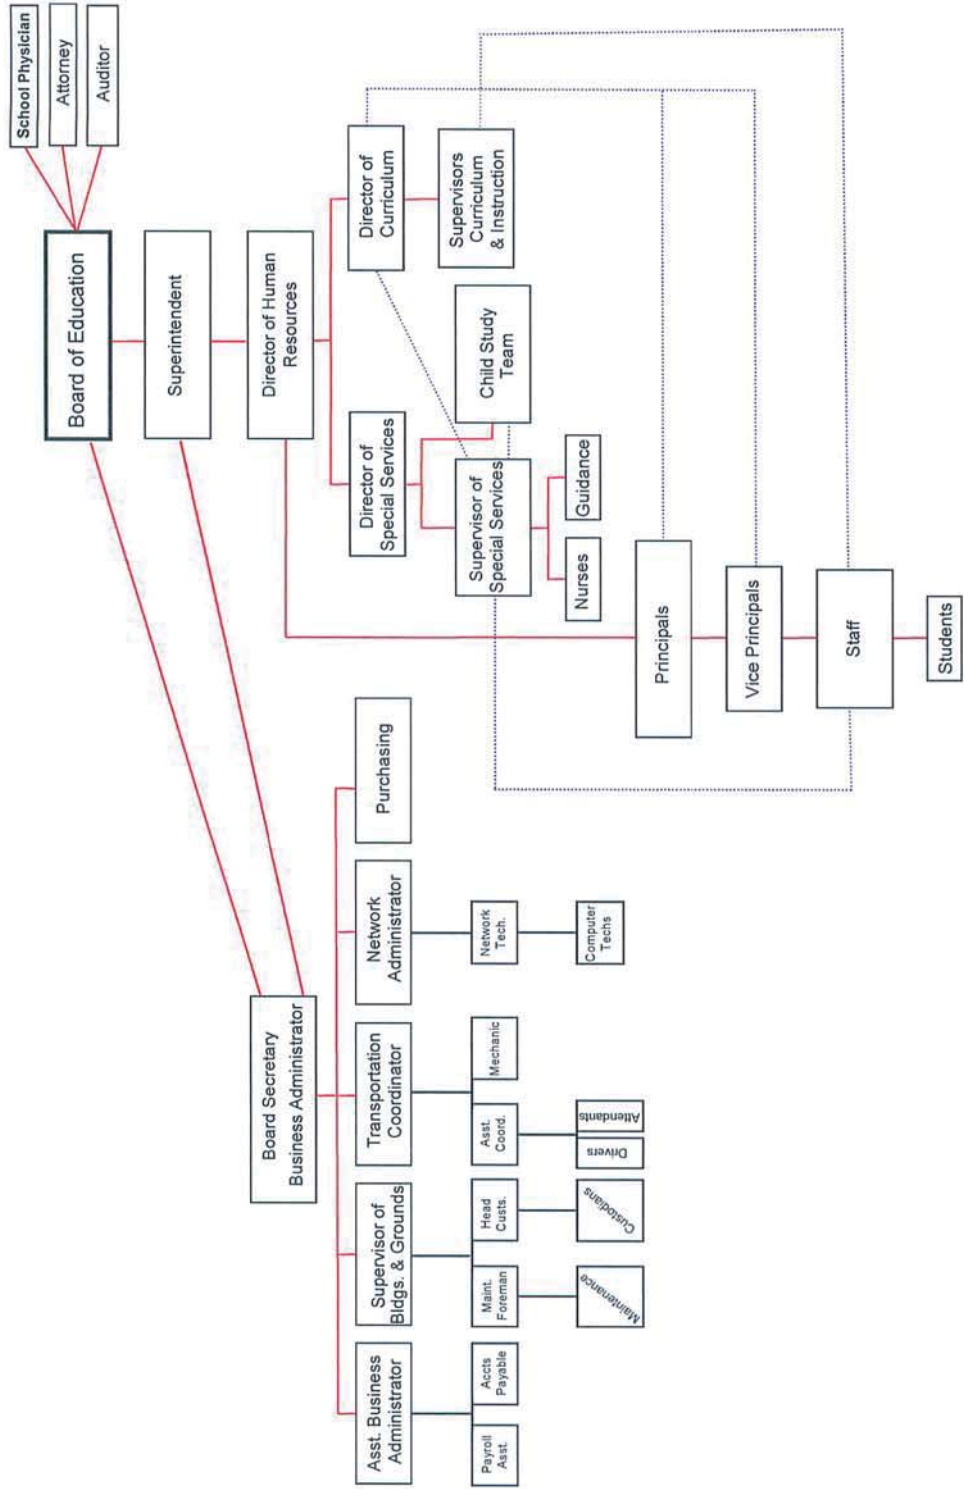 School Physician
Attorney
Auditor
Board of Education
Superintendent
Director of Human
Resources
Board Secretary
Business Administrator
Asst. Business
Administrator
Supervisor of
Bldgs. & Grounds
Transportation
Coordinator
Network
Administrator
Purchasing
Director of
Special Services
Director of
Curriculum
Payroll
Asst.
Accts
Payable
Maint.
Foreman
Head
Custs.
Asst.
Coord.
Mechanic
Network
Tech.
Supervisor of
Special Services
Child Study
Team
Supervisors
Curriculum
& Instruction
Maintenance
Custodians
Drivers
Attendants
Computer
Techs
Nurses
Guidance
Principals
Vice Principals
Staff
Students